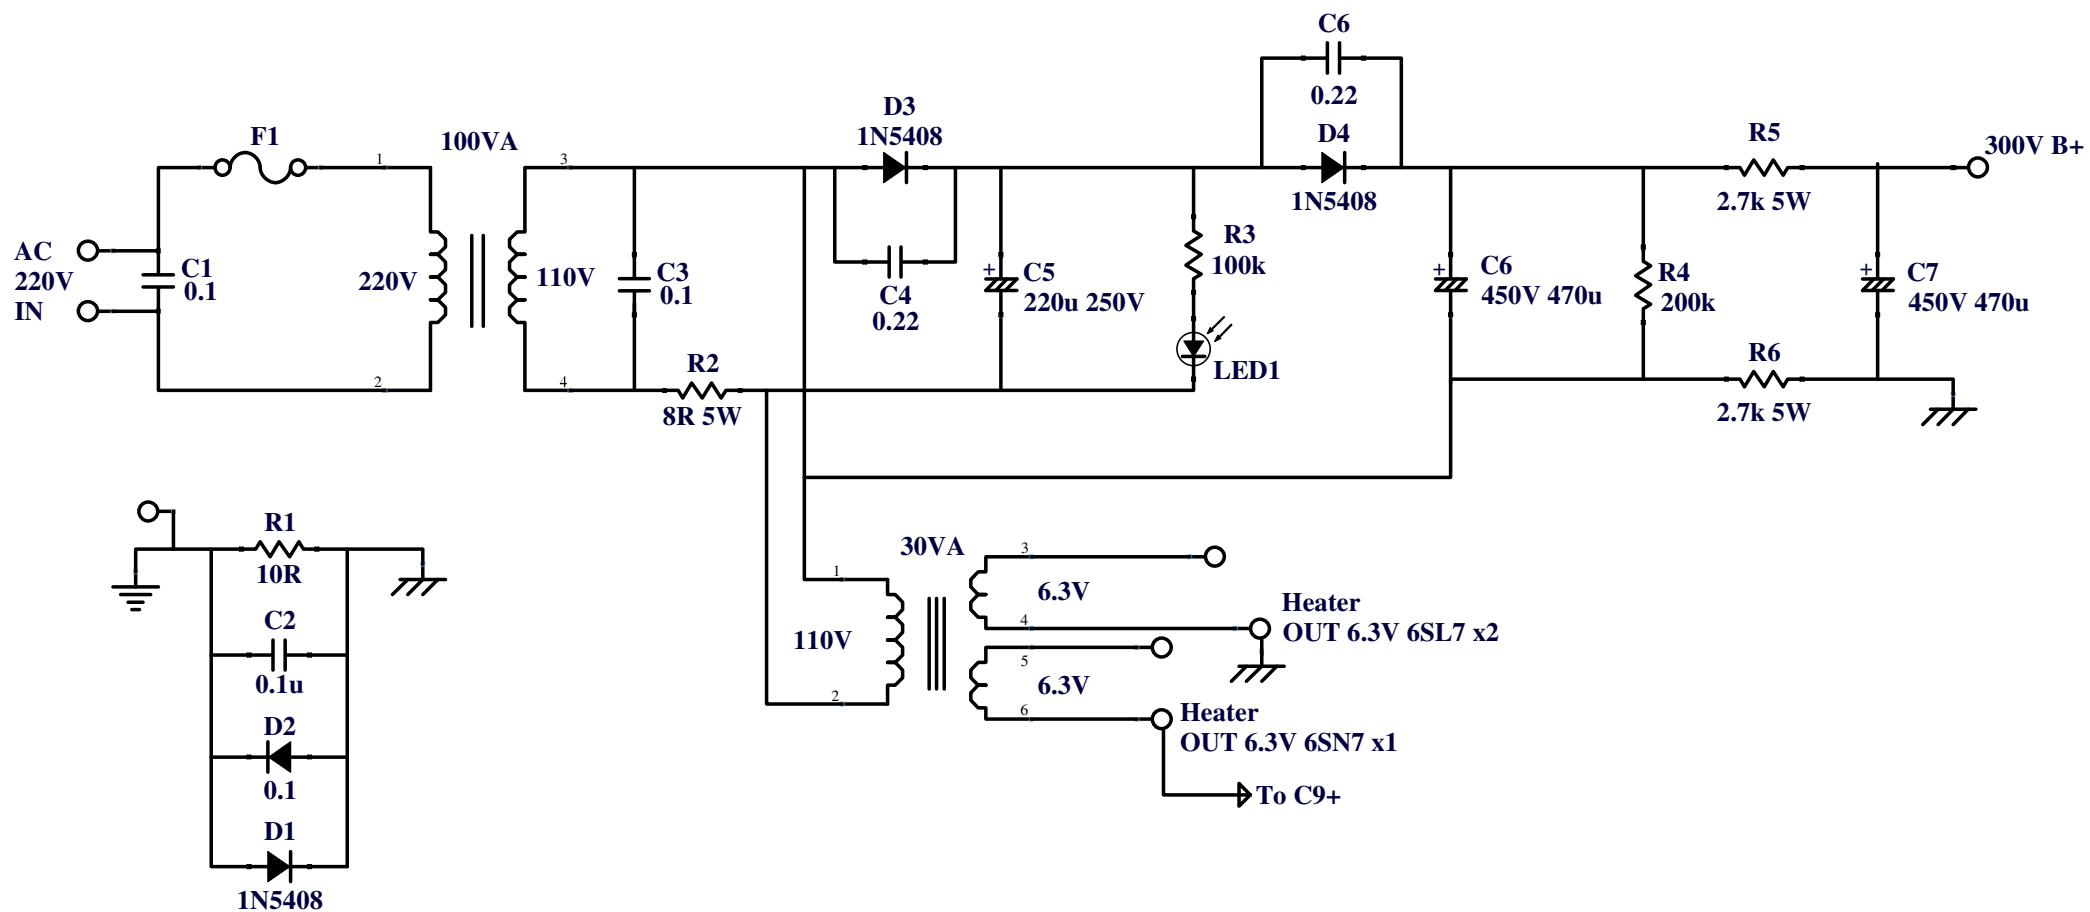 C6
0.22
D3
1N5408
D4
1N5408
F1
1
100VA
3
R5
2.7k 5W
300V B+
AC
220V
IN
C1
0.1
220V
110V
C3
0.1
C4
0.22
+
C5
220u 250V
R3
100k
LED1
+
C6
450V 470u
R4
200k
+
C7
450V 470u
2
4
R2
8R 5W
R6
2.7k 5W
R1
10R
C2
0.1u
D2
0.1
D1
1N5408
30VA
1
110V
2
3
6.3V
4
Heater
OUT 6.3V 6SL7 x2
5
6.3V
6
Heater
OUT 6.3V 6SN7 x1
To C9+